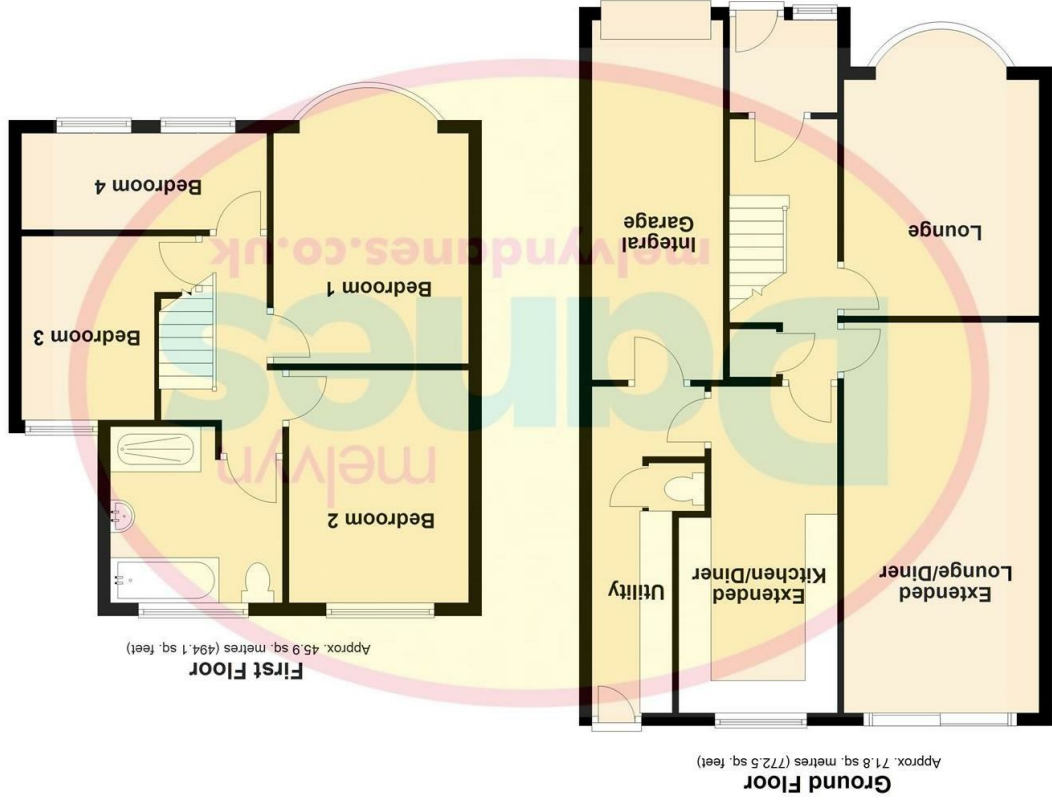 Ground Floor
Approx. 71.8 sq. metres (772.5 sq. feet)
Extended
Lounge/Diner
Extended
Kitchen/Diner
Utility
Lounge
Integral
Garage
First Floor
Approx. 45.9 sq. metres (494.1 sq. feet)
Bedroom 2
Bedroom 3
Bedroom 1
Bedroom 4
melvyn
Danes
melvyndanes.co.uk